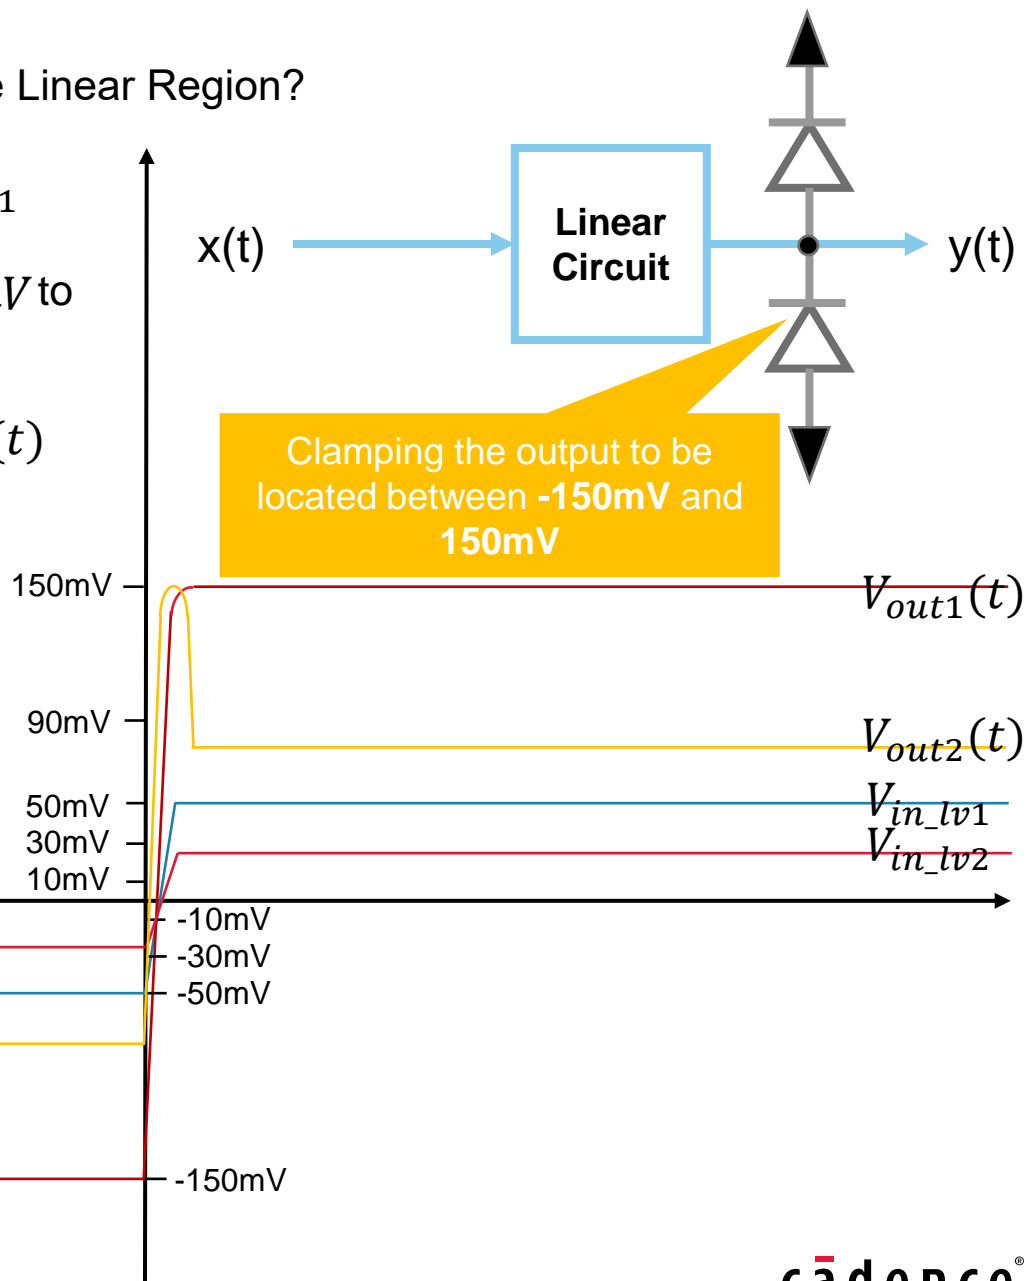 Linear Region?
1
V to
(t)
x(t)
Linear
Circuit
y(t)
Clamping the output to be
located between -150mV and
150mV
150mV
V_out1(t)
90mV
V_out2(t)
50mV
V_in_lv1
30mV
V_in_lv2
10mV
-10mV
-30mV
-50mV
-150mV
cādence®